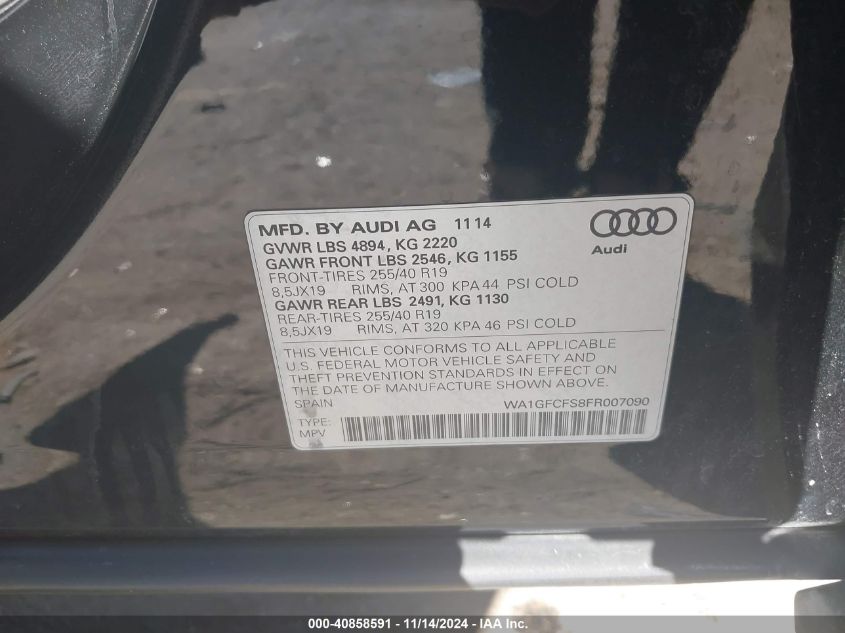 MFD. BY AUDI AG 11 14
GVWR LBS 4894, KG 2220
GAWR FRONT LBS 2546, KG 1155
FRONT-TIRES 255/40 R19
8,5JX19 RIMS, AT 300 KPA 44 PSI COLD
GAWR REAR LBS 2491, KG 1130
REAR-TIRES 255/40 R19
8,5JX19 RIMS, AT 320 KPA 46 PSI COLD
Audi
THIS VEHICLE CONFORMS TO ALL APPLICABLE
U.S. FEDERAL MOTOR VEHICLE SAFETY AND
THEFT PREVENTION STANDARDS IN EFFECT ON
THE DATE OF MANUFACTURE SHOWN ABOVE.
SPAIN WA1GFCFS8FR007090
TYPE:
MPV
000-40858591 - 11/14/2024 - IAA Inc.